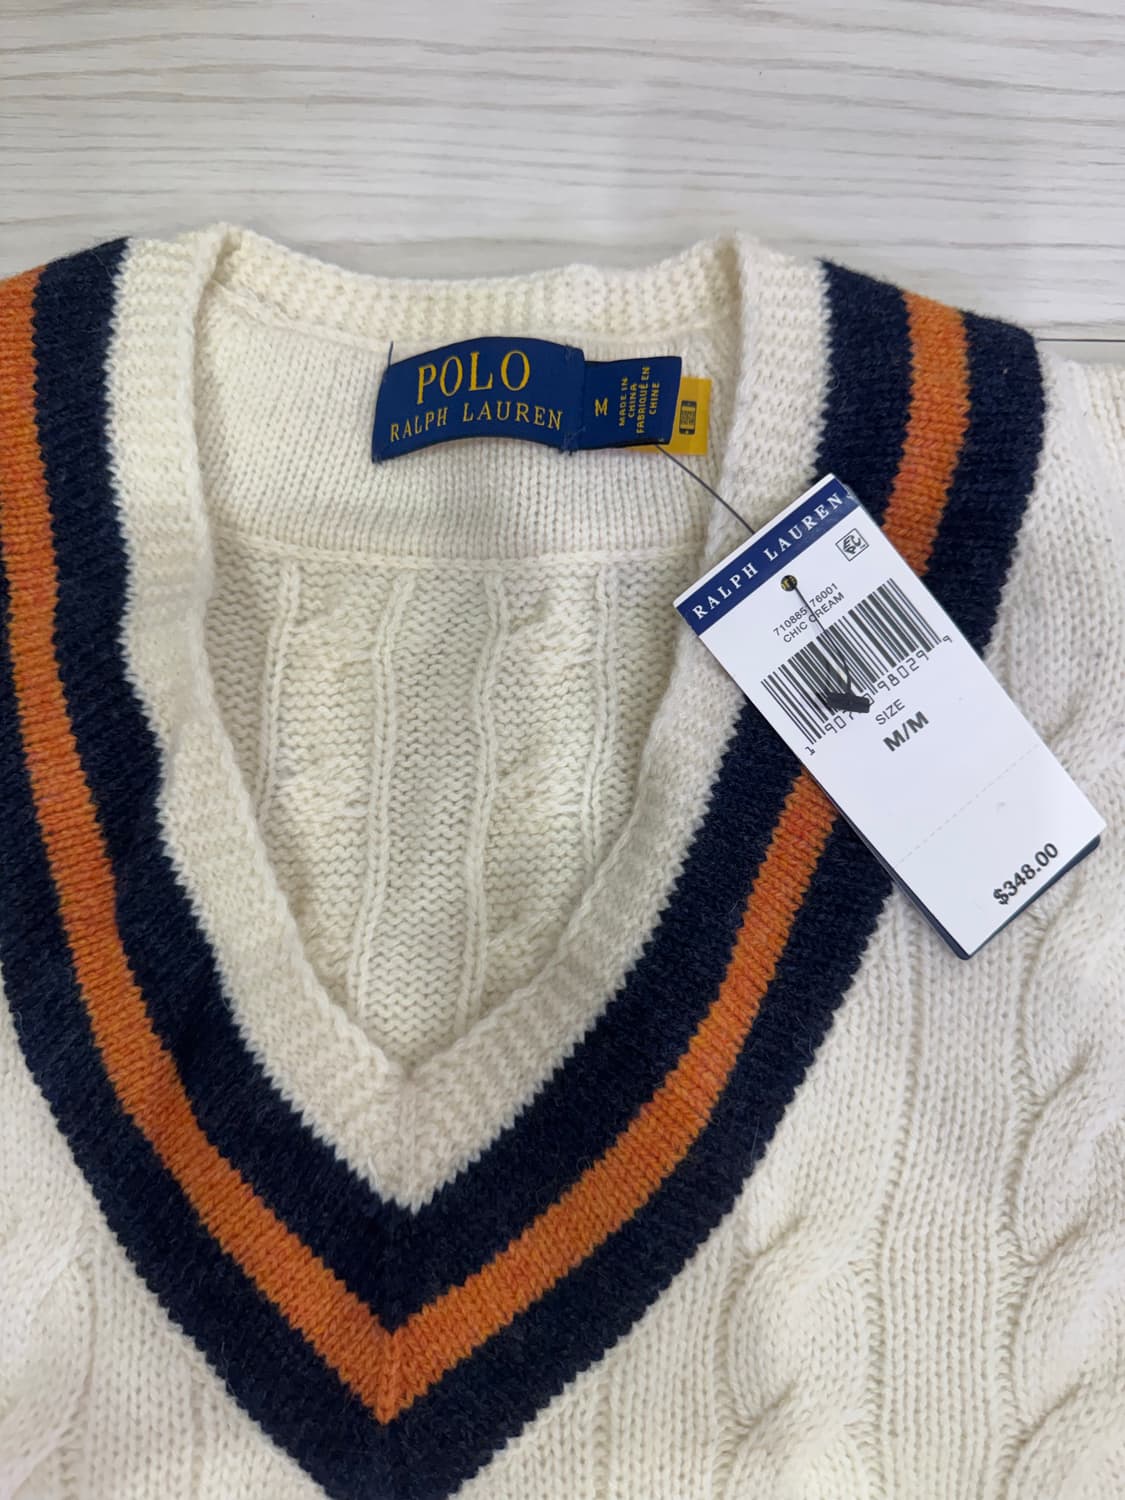 POLO
RALPH LAUREN
M
MADE IN
CHINA
FABRIQUÉ EN
CHINE
RALPH LAUREN
CHIC CREAM
SIZE
M/M
$348.00